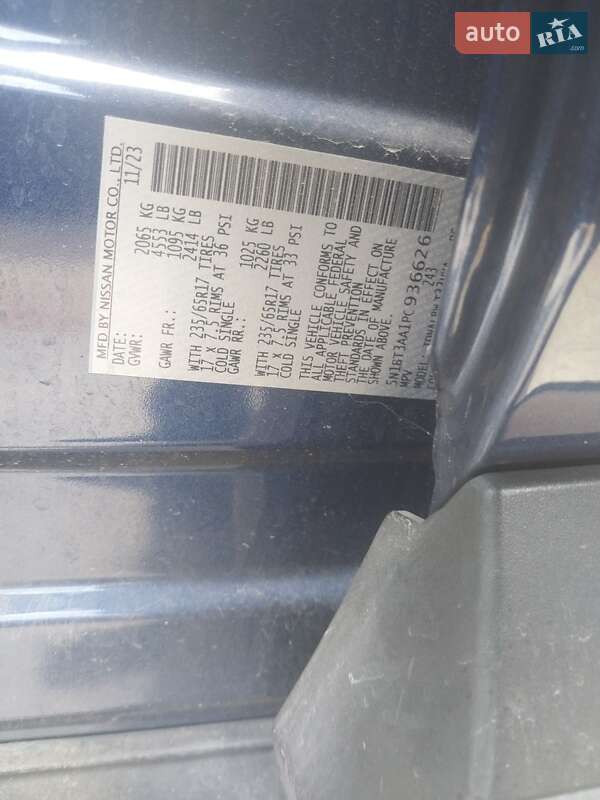 auto RIA .com
MFD BY NISSAN MOTOR CO., LTD.
DATE: 11/23
GVWR: 2065 KG
4553 LB
GAWR FR.: 1095 KG
2414 LB
WITH 235/65R17 TIRES
17 X 7.5 RIMS AT 36 PSI
COLD SINGLE
GAWR RR.: 1025 KG
2260 LB
WITH 235/65R17 TIRES
17 X 7.5 RIMS AT 33 PSI
COLD SINGLE
THIS VEHICLE CONFORMS TO
ALL APPLICABLE FEDERAL
MOTOR VEHICLE SAFETY AND
THEFT PREVENTION
STANDARDS IN EFFECT ON
THE DATE OF MANUFACTURE
SHOWN ABOVE.
5N1BT3AA1PC936626
MPV 243
MODEL: